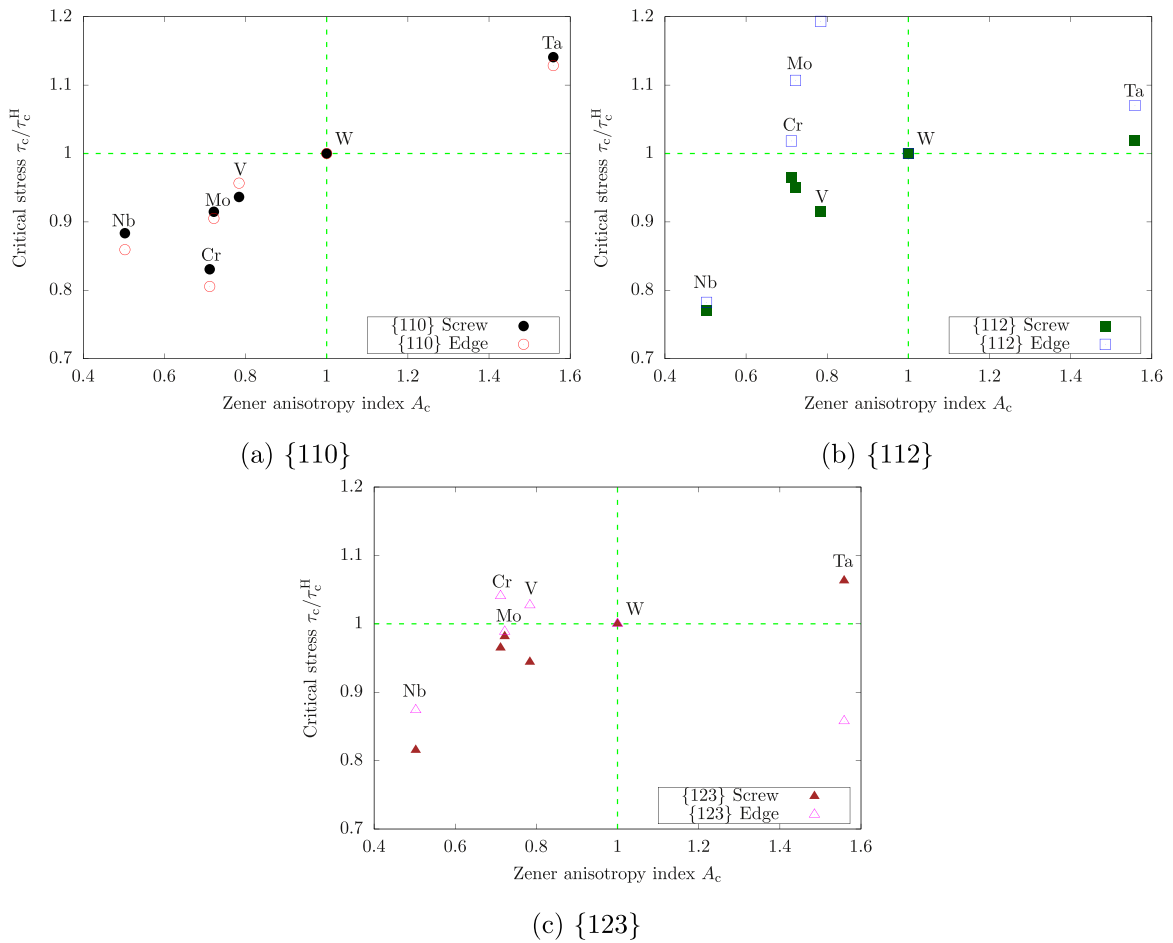 1.2
1.1
1
0.9
0.8
0.7
Critical stress τc/τcᴴ
Ta
W
V
Mo
Nb
Cr
{110} Screw
{110} Edge
0.4 0.6 0.8 1 1.2 1.4 1.6
Zener anisotropy index Ac
(a) {110}
1.2
1.1
1
0.9
0.8
0.7
Critical stress τc/τcᴴ
Mo
Ta
Cr
W
V
Nb
{112} Screw
{112} Edge
0.4 0.6 0.8 1 1.2 1.4 1.6
Zener anisotropy index Ac
(b) {112}
1.2
1.1
1
0.9
0.8
0.7
Critical stress τc/τcᴴ
Ta
Cr
V
Mo
W
Nb
{123} Screw
{123} Edge
0.4 0.6 0.8 1 1.2 1.4 1.6
Zener anisotropy index Ac
(c) {123}